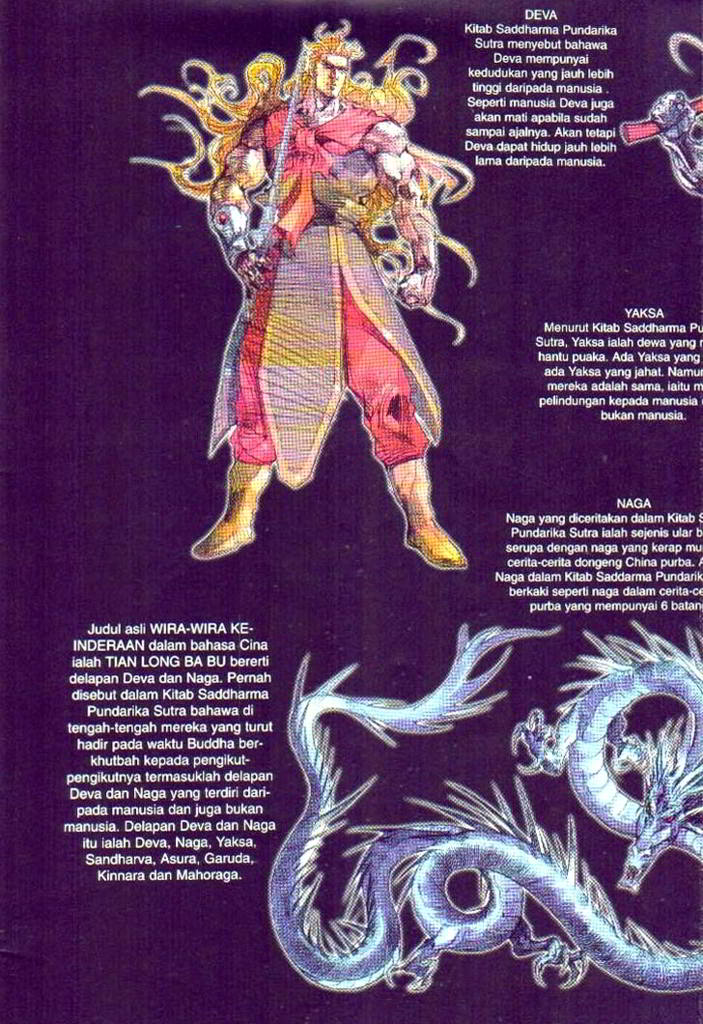 DEVA
Kitab Saddharma Pundarika
Sutra menyebut bahawa
Deva mempunyai
kedudukan yang jauh lebih
tinggi daripada manusia .
Seperti manusia Deva juga
akan mati apabila sudah
sampai ajalnya. Akan tetapi
Deva dapat hidup jauh lebih
lama daripada manusia.
YAKSA
Menurut Kitab Saddharma
Sutra, Yaksa ialah dewa yang
hantu puaka. Ada Yaksa yang
ada Yaksa yang jahat.
mereka adalah sama, iaitu
pelindungan kepada manusia
bukan manusia.
NAGA
Naga yang diceritakan dalam Kitab
Pundarika Sutra ialah sejenis ular
serupa dengan naga yang kerap
cerita-cerita dongeng China purba.
Naga dalam Kitab Saddarma
berkaki seperti naga dalam
purba yang mempunyai 6
Judul asli WIRA-WIRA KE-
INDERAAN dalam bahasa Cina
ialah TIAN LONG BA BU bererti
delapan Deva dan Naga. Pernah
disebut dalam Kitab Saddharma
Pundarika Sutra bahawa di
tengah-tengah mereka yang turut
hadir pada waktu Buddha ber-
khutbah kepada pengikut-
pengikutnya termasuklah delapan
Deva dan Naga yang terdiri dari-
pada manusia dan juga bukan
manusia. Delapan Deva dan Naga
itu ialah Deva, Naga, Yaksa,
Sandharva, Asura, Garuda,
Kinnara dan Mahoraga.